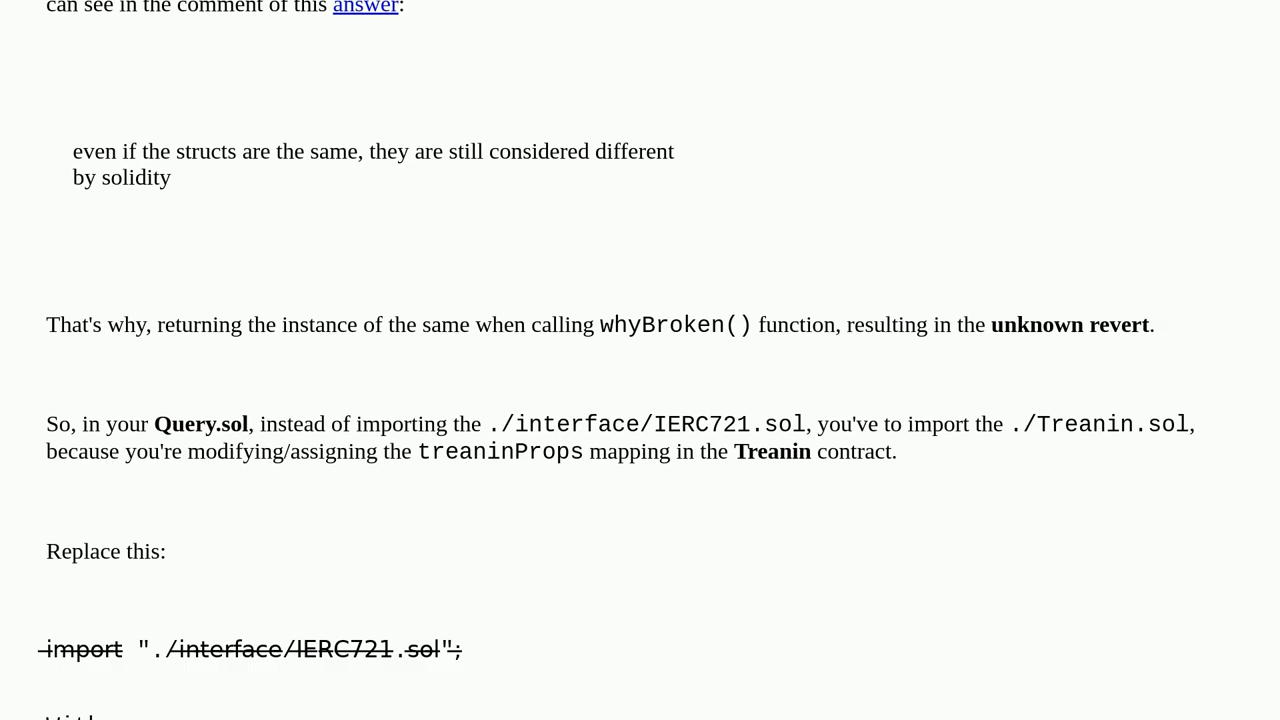 can see in the comment of this answer:
even if the structs are the same, they are still considered different
by solidity
That's why, returning the instance of the same when calling whyBroken() function, resulting in the unknown revert.
So, in your Query.sol, instead of importing the ./interface/IERC721.sol, you've to import the ./Treanin.sol,
because you're modifying/assigning the treaninProps mapping in the Treanin contract.
Replace this:
import "./interface/IERC721.sol";